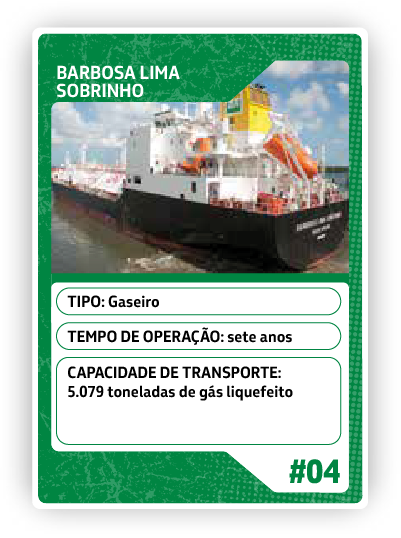 BARBOSA LIMA
SOBRINHO
TIPO: Gaseiro
TEMPO DE OPERAÇÃO: sete anos
CAPACIDADE DE TRANSPORTE:
5.079 toneladas de gás liquefeito
#04